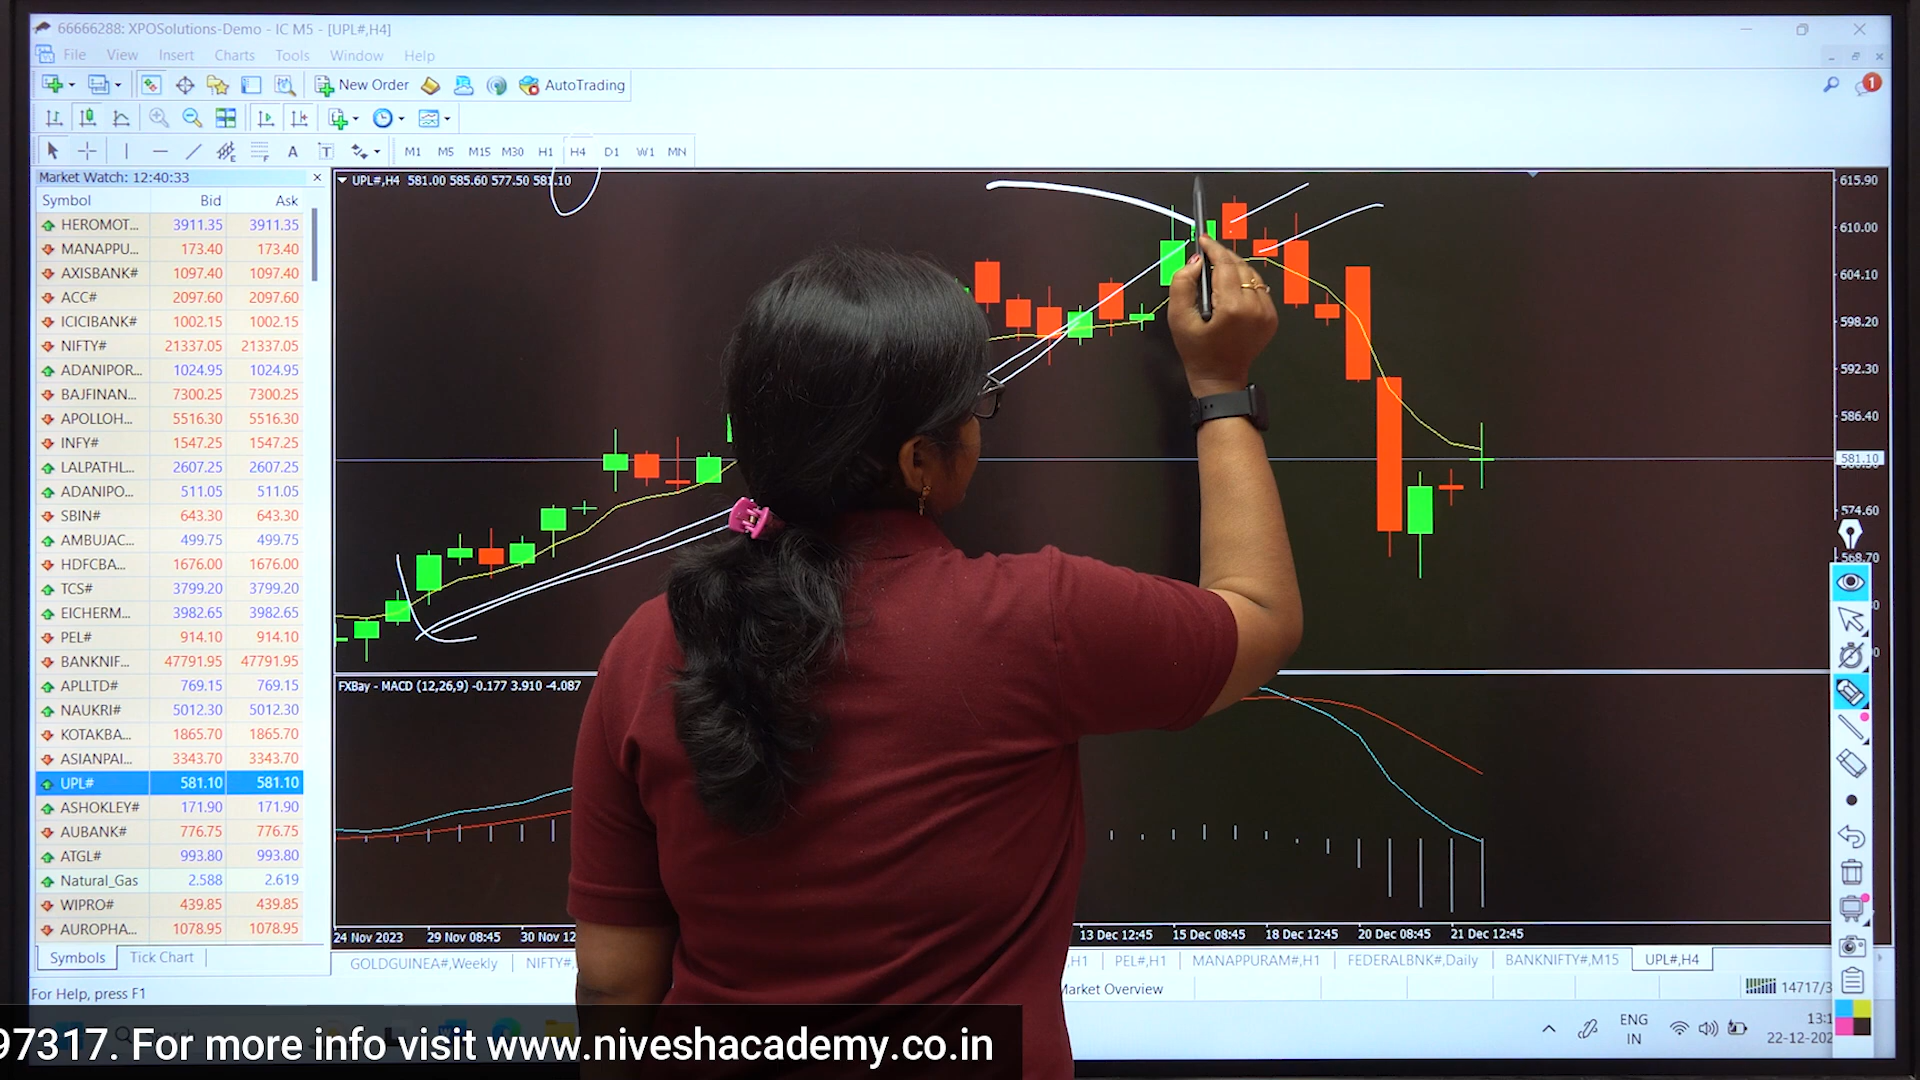 66666288: XPOSolutions-Demo - IC M5 - [UPL#,H4]
File View Insert Charts Tools Window Help
New Order AutoTrading 1
A T M1 M5 M15 M30 H1 H4 D1 W1 MN
Market Watch: 12:40:33
Symbol Bid Ask
HEROMOT... 3911.35 3911.35
MANAPPU... 173.40 173.40
AXISBANK# 1097.40 1097.40
ACC# 2097.60 2097.60
ICICIBANK# 1002.15 1002.15
NIFTY# 21337.05 21337.05
ADANIPOR... 1024.95 1024.95
BAJFINAN... 7300.25 7300.25
APOLLOH... 5516.30 5516.30
INFY# 1547.25 1547.25
LALPATHL... 2607.25 2607.25
ADANIPO... 511.05 511.05
SBIN# 643.30 643.30
AMBUJAC... 499.75 499.75
HDFCBA... 1676.00 1676.00
TCS# 3799.20 3799.20
EICHERM... 3982.65 3982.65
PEL# 914.10 914.10
BANKNIF... 47791.95 47791.95
APLLTD# 769.15 769.15
NAUKRI# 5012.30 5012.30
KOTAKBA... 1865.70 1865.70
ASIANPAI... 3343.70 3343.70
UPL# 581.10 581.10
ASHOKLEY# 171.90 171.90
AUBANK# 776.75 776.75
ATGL# 993.80 993.80
Natural_Gas 2.588 2.619
WIPRO# 439.85 439.85
AUROPHA... 1078.95 1078.95
Symbols Tick Chart
UPL#,H4 581.00 585.60 577.50 581.10
615.90
610.00
604.10
598.20
592.30
586.40
581.10
574.60
568.70
FXBay - MACD (12,26,9) -0.177 3.910 -4.087
24 Nov 2023 29 Nov 08:45 30 Nov 12: 13 Dec 12:45 15 Dec 08:45 18 Dec 12:45 20 Dec 08:45 21 Dec 12:45
GOLDGUINEA#,Weekly NIFTY#, ,H1 PEL#,H1 MANAPPURAM#,H1 FEDERALBNK#,Daily BANKNIFTY#,M15 UPL#,H4
For Help, press F1 Market Overview 14717/3
ENG
IN
13:1
22-12-202
97317. For more info visit www.niveshacademy.co.in